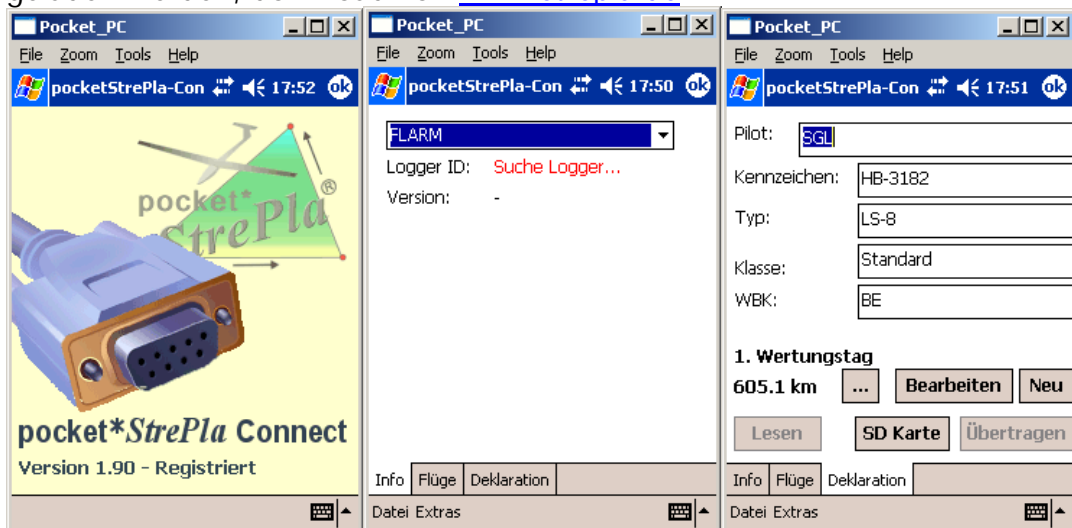 Pocket_PC
File Zoom Tools Help
pocketStrePla-Con 17:52 ok
pocket*
StrePla ®
pocket*StrePla Connect
Version 1.90 - Registriert
Pocket_PC
File Zoom Tools Help
pocketStrePla-Con 17:50 ok
FLARM
Logger ID: Suche Logger...
Version: -
Info Flüge Deklaration
Datei Extras
Pocket_PC
File Zoom Tools Help
pocketStrePla-Con 17:51 ok
Pilot: SGL
Kennzeichen: HB-3182
Typ: LS-8
Klasse: Standard
WBK: BE
1. Wertungstag
605.1 km ... Bearbeiten Neu
Lesen SD Karte Übertragen
Info Flüge Deklaration
Datei Extras